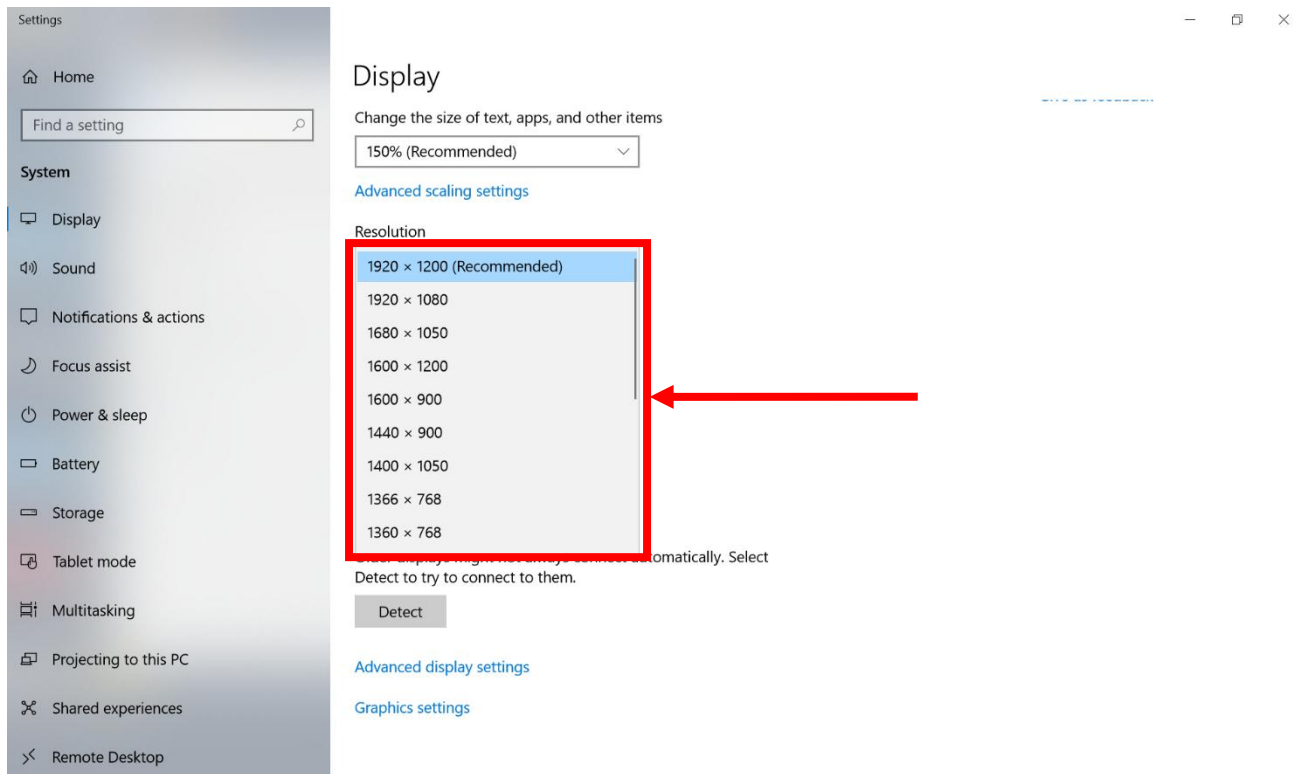 Settings
Home
Find a setting
System
Display
Sound
Notifications & actions
Focus assist
Power & sleep
Battery
Storage
Tablet mode
Multitasking
Projecting to this PC
Shared experiences
Remote Desktop
Display
Change the size of text, apps, and other items
150% (Recommended)
Advanced scaling settings
Resolution
1920 × 1200 (Recommended)
1920 × 1080
1680 × 1050
1600 × 1200
1600 × 900
1440 × 900
1400 × 1050
1366 × 768
1360 × 768
automatically. Select
Detect to try to connect to them.
Detect
Advanced display settings
Graphics settings